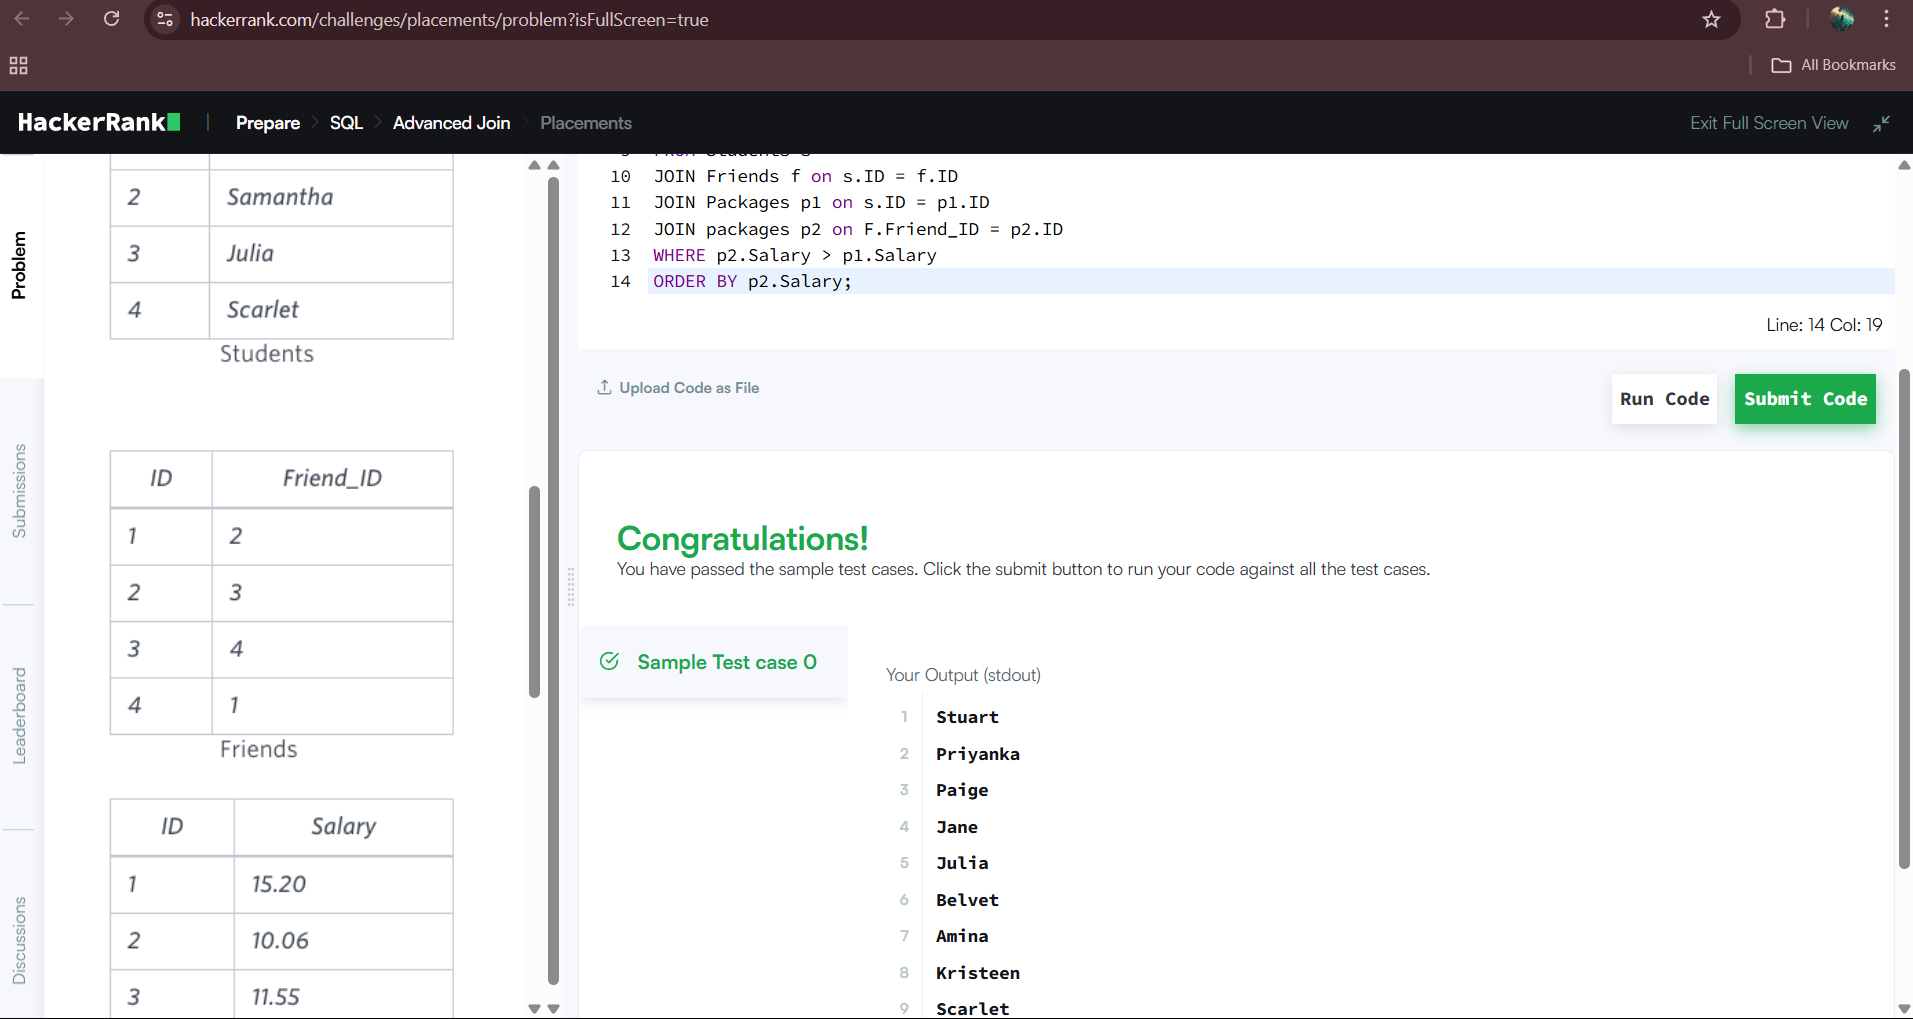 hackerrank.com/challenges/placements/problem?isFullScreen=true
All Bookmarks
HackerRank
Prepare
SQL
Advanced Join
Placements
Exit Full Screen View
Problem
Submissions
Leaderboard
Discussions
2 Samantha
3 Julia
4 Scarlet
Students
ID Friend_ID
1 2
2 3
3 4
4 1
Friends
ID Salary
1 15.20
2 10.06
3 11.55
9 FROM Students s
10 JOIN Friends f on s.ID = f.ID
11 JOIN Packages p1 on s.ID = p1.ID
12 JOIN packages p2 on F.Friend_ID = p2.ID
13 WHERE p2.Salary > p1.Salary
14 ORDER BY p2.Salary;
Line: 14 Col: 19
Upload Code as File
Run Code
Submit Code
Congratulations!
You have passed the sample test cases. Click the submit button to run your code against all the test cases.
Sample Test case 0
Your Output (stdout)
1 Stuart
2 Priyanka
3 Paige
4 Jane
5 Julia
6 Belvet
7 Amina
8 Kristeen
9 Scarlet